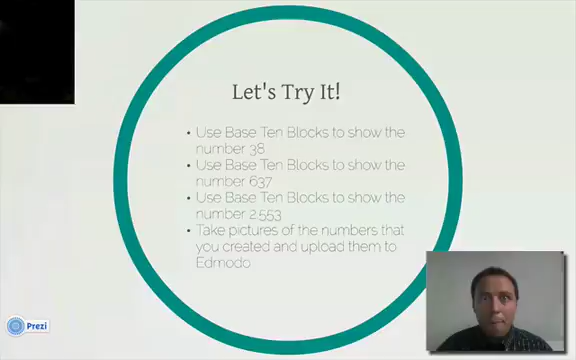 Let's Try It!
• Use Base Ten Blocks to show the
number 38
• Use Base Ten Blocks to show the
number 637
• Use Base Ten Blocks to show the
number 2,553
• Take pictures of the numbers that
you created and upload them to
Edmodo
Prezi